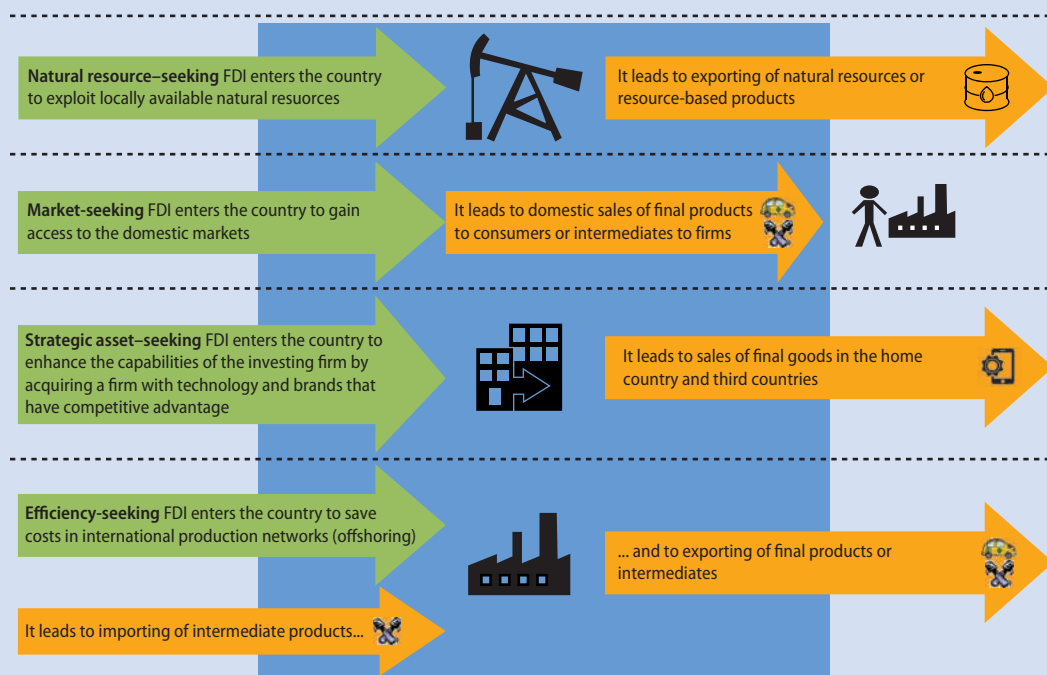 Natural resource–seeking FDI enters the country
to exploit locally available natural resuorces
It leads to exporting of natural resources or
resource-based products
Market-seeking FDI enters the country to gain
access to the domestic markets
It leads to domestic sales of final products
to consumers or intermediates to firms
Strategic asset–seeking FDI enters the country to
enhance the capabilities of the investing firm by
acquiring a firm with technology and brands that
have competitive advantage
It leads to sales of final goods in the home
country and third countries
Efficiency-seeking FDI enters the country to save
costs in international production networks (offshoring)
... and to exporting of final products or
intermediates
It leads to importing of intermediate products...